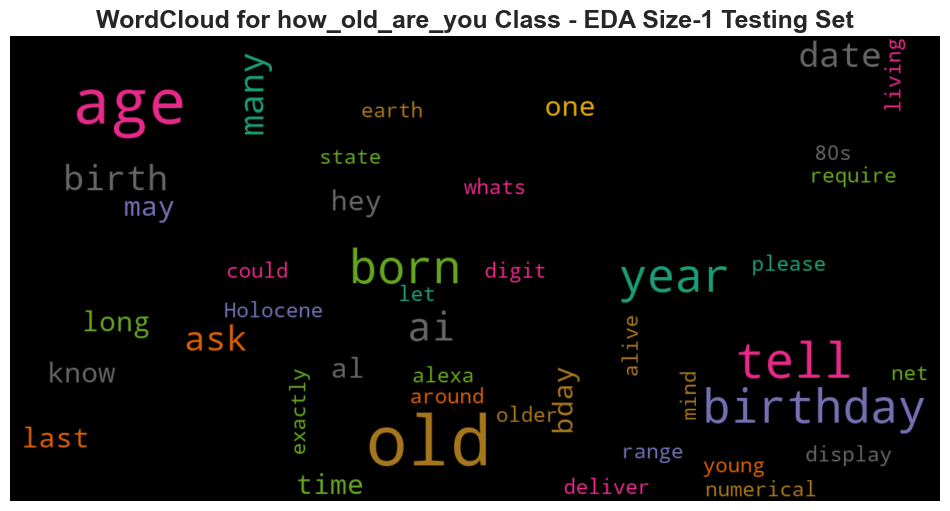 WordCloud for how_old_are_you Class - EDA Size-1 Testing Set
date
living
age
many
earth
one
state
80s
birth
whats
require
may
hey
born
year
could
digit
please
let
Holocene
long
ai
ask
alive
tell
know
al
alexa
net
around
bday
mind
birthday
exactly
older
last
old
range
display
young
time
deliver
numerical